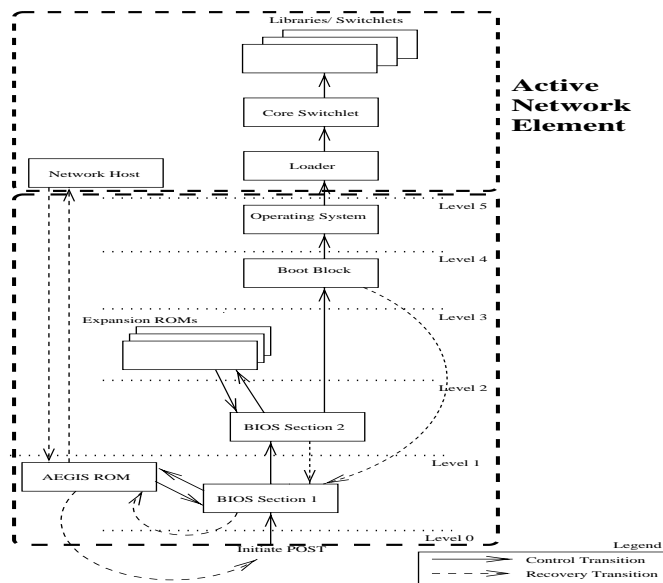 Libraries/ Switchlets
Active
Network
Element
Core Switchlet
Loader
Network Host
Level 5
Operating System
Level 4
Boot Block
Level 3
Expansion ROMs
Level 2
BIOS Section 2
Level 1
AEGIS ROM
BIOS Section 1
Level 0
Initiate POST
Legend
Control Transition
Recovery Transition